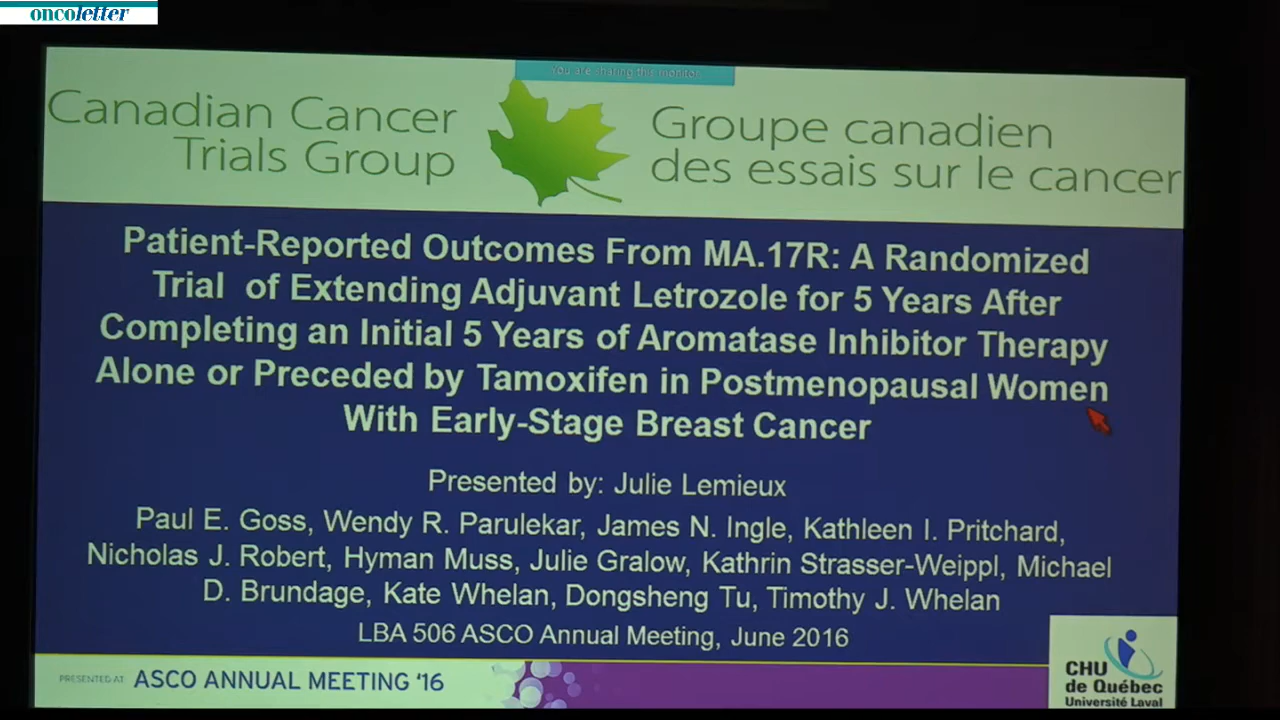 oncoletter
You are sharing this monitor
Canadian Cancer
Trials Group
Groupe canadien
des essais sur le cancer
Patient-Reported Outcomes From MA.17R: A Randomized
Trial of Extending Adjuvant Letrozole for 5 Years After
Completing an Initial 5 Years of Aromatase Inhibitor Therapy
Alone or Preceded by Tamoxifen in Postmenopausal Women
With Early-Stage Breast Cancer
Presented by: Julie Lemieux
Paul E. Goss, Wendy R. Parulekar, James N. Ingle, Kathleen I. Pritchard,
Nicholas J. Robert, Hyman Muss, Julie Gralow, Kathrin Strasser-Weippl, Michael
D. Brundage, Kate Whelan, Dongsheng Tu, Timothy J. Whelan
LBA 506 ASCO Annual Meeting, June 2016
PRESENTED AT: ASCO ANNUAL MEETING '16
CHU
de Québec
Université Laval